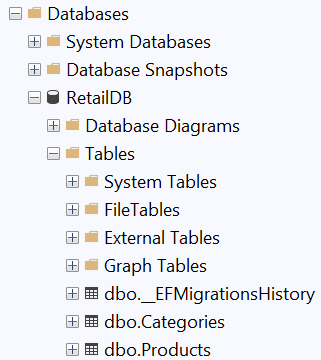 Databases
System Databases
Database Snapshots
RetailDB
Database Diagrams
Tables
System Tables
FileTables
External Tables
Graph Tables
dbo.__EFMigrationsHistory
dbo.Categories
dbo.Products